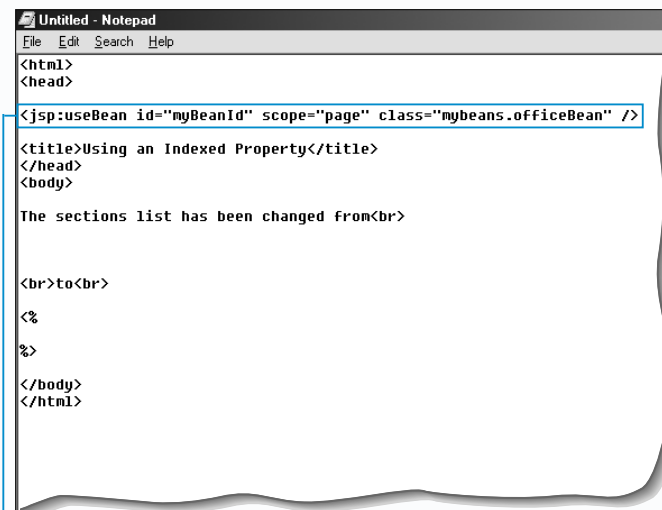 Untitled - Notepad
File Edit Search Help
<html>
<head>
<jsp:useBean id="myBeanId" scope="page" class="mybeans.officeBean" />
<title>Using an Indexed Property</title>
</head>
<body>
The sections list has been changed from<br>
<br>to<br>
<%
%>
</body>
</html>